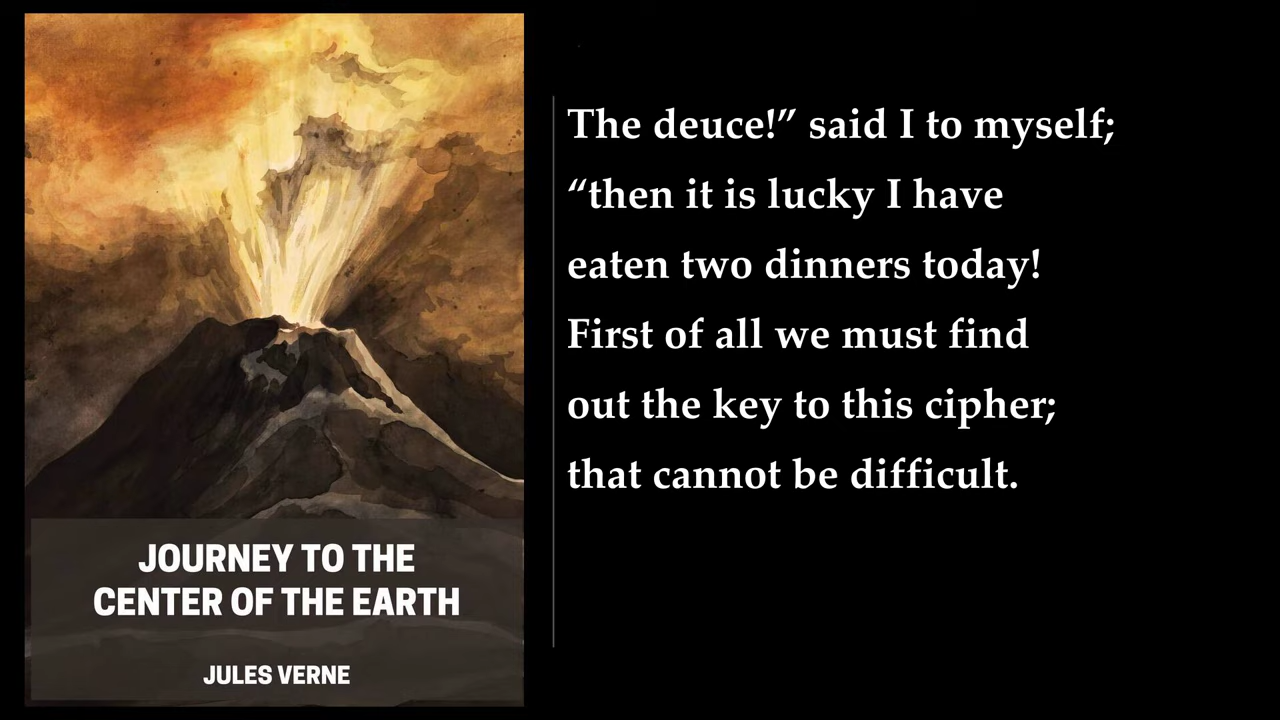 The deuce!” said I to myself;
“then it is lucky I have
eaten two dinners today!
First of all we must find
out the key to this cipher;
that cannot be difficult.
JOURNEY TO THE
CENTER OF THE EARTH
JULES VERNE